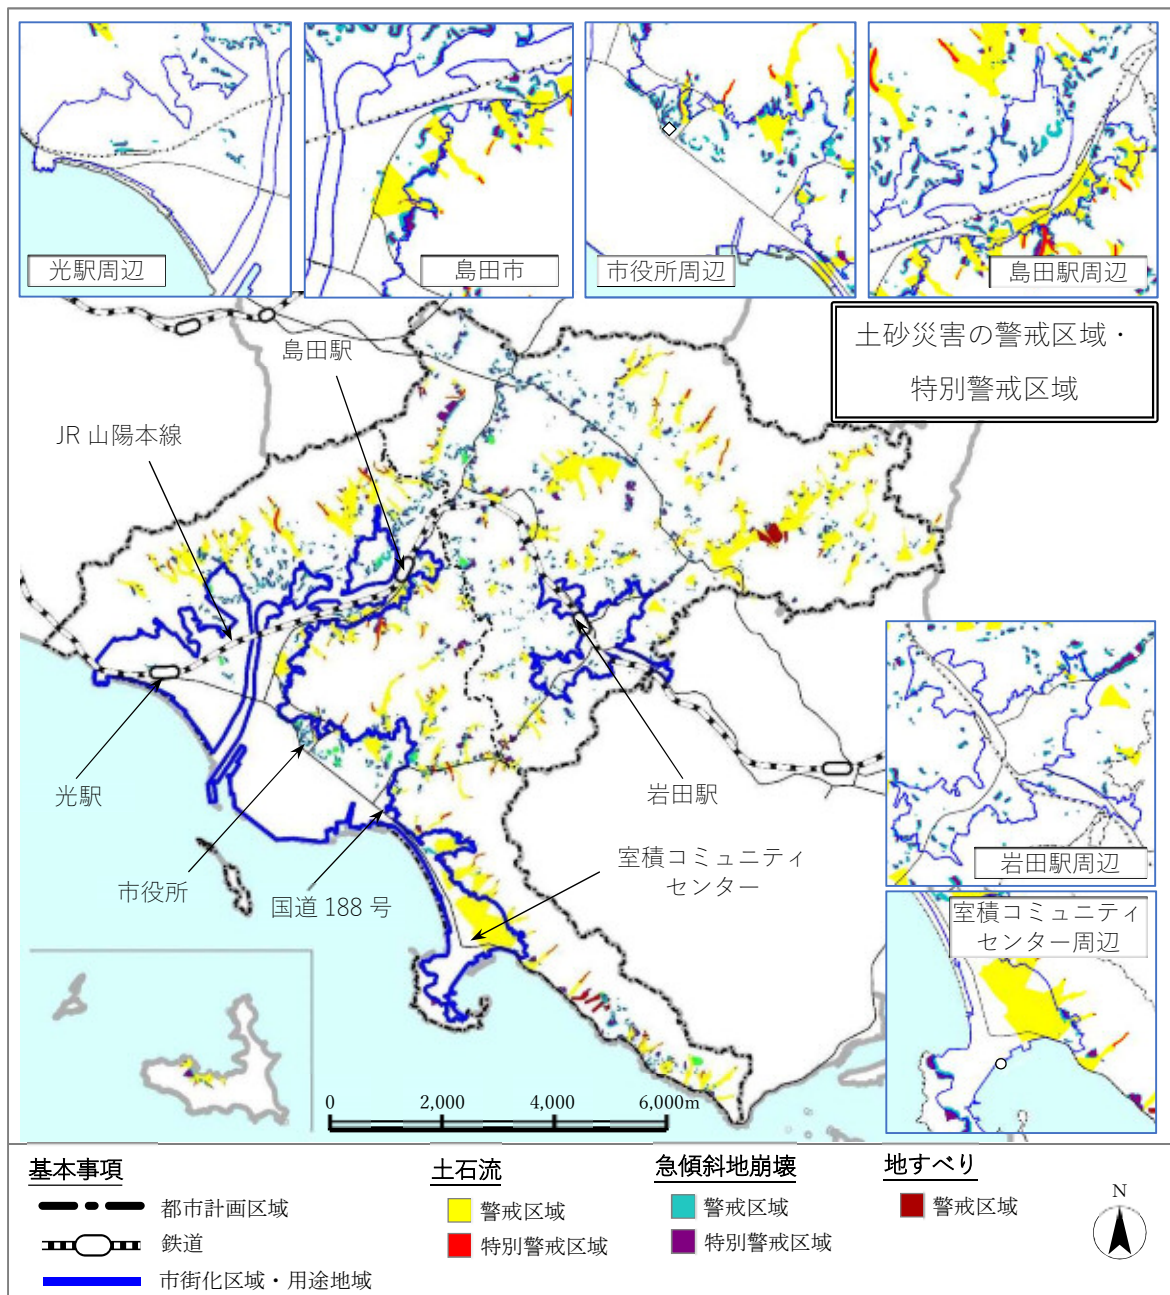 光駅周辺
島田市
市役所周辺
島田駅周辺
土砂災害の警戒区域・
特別警戒区域
島田駅
JR 山陽本線
光駅
市役所
国道 188 号
岩田駅
室積コミュニティ
センター
岩田駅周辺
室積コミュニティ
センター周辺
0 2,000 4,000 6,000m
基本事項
都市計画区域
鉄道
市街化区域・用途地域
土石流
警戒区域
特別警戒区域
急傾斜地崩壊
警戒区域
特別警戒区域
地すべり
警戒区域
N